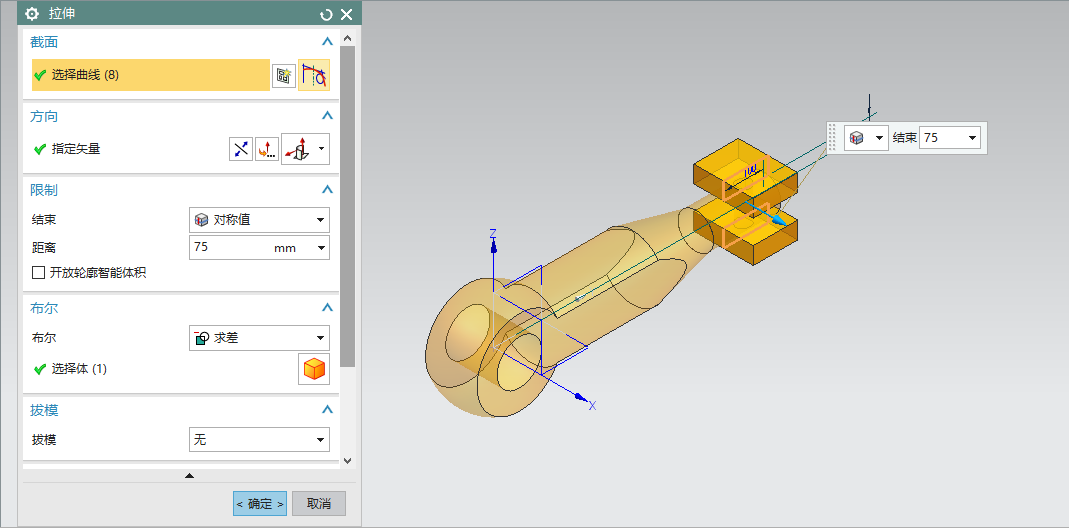 拉伸
截面
选择曲线 (8)
方向
指定矢量
限制
结束 对称值
距离 75 mm
开放轮廓智能体积
布尔
布尔 求差
选择体 (1)
拔模
拔模 无
< 确定 > 取消
结束 75
Z
X